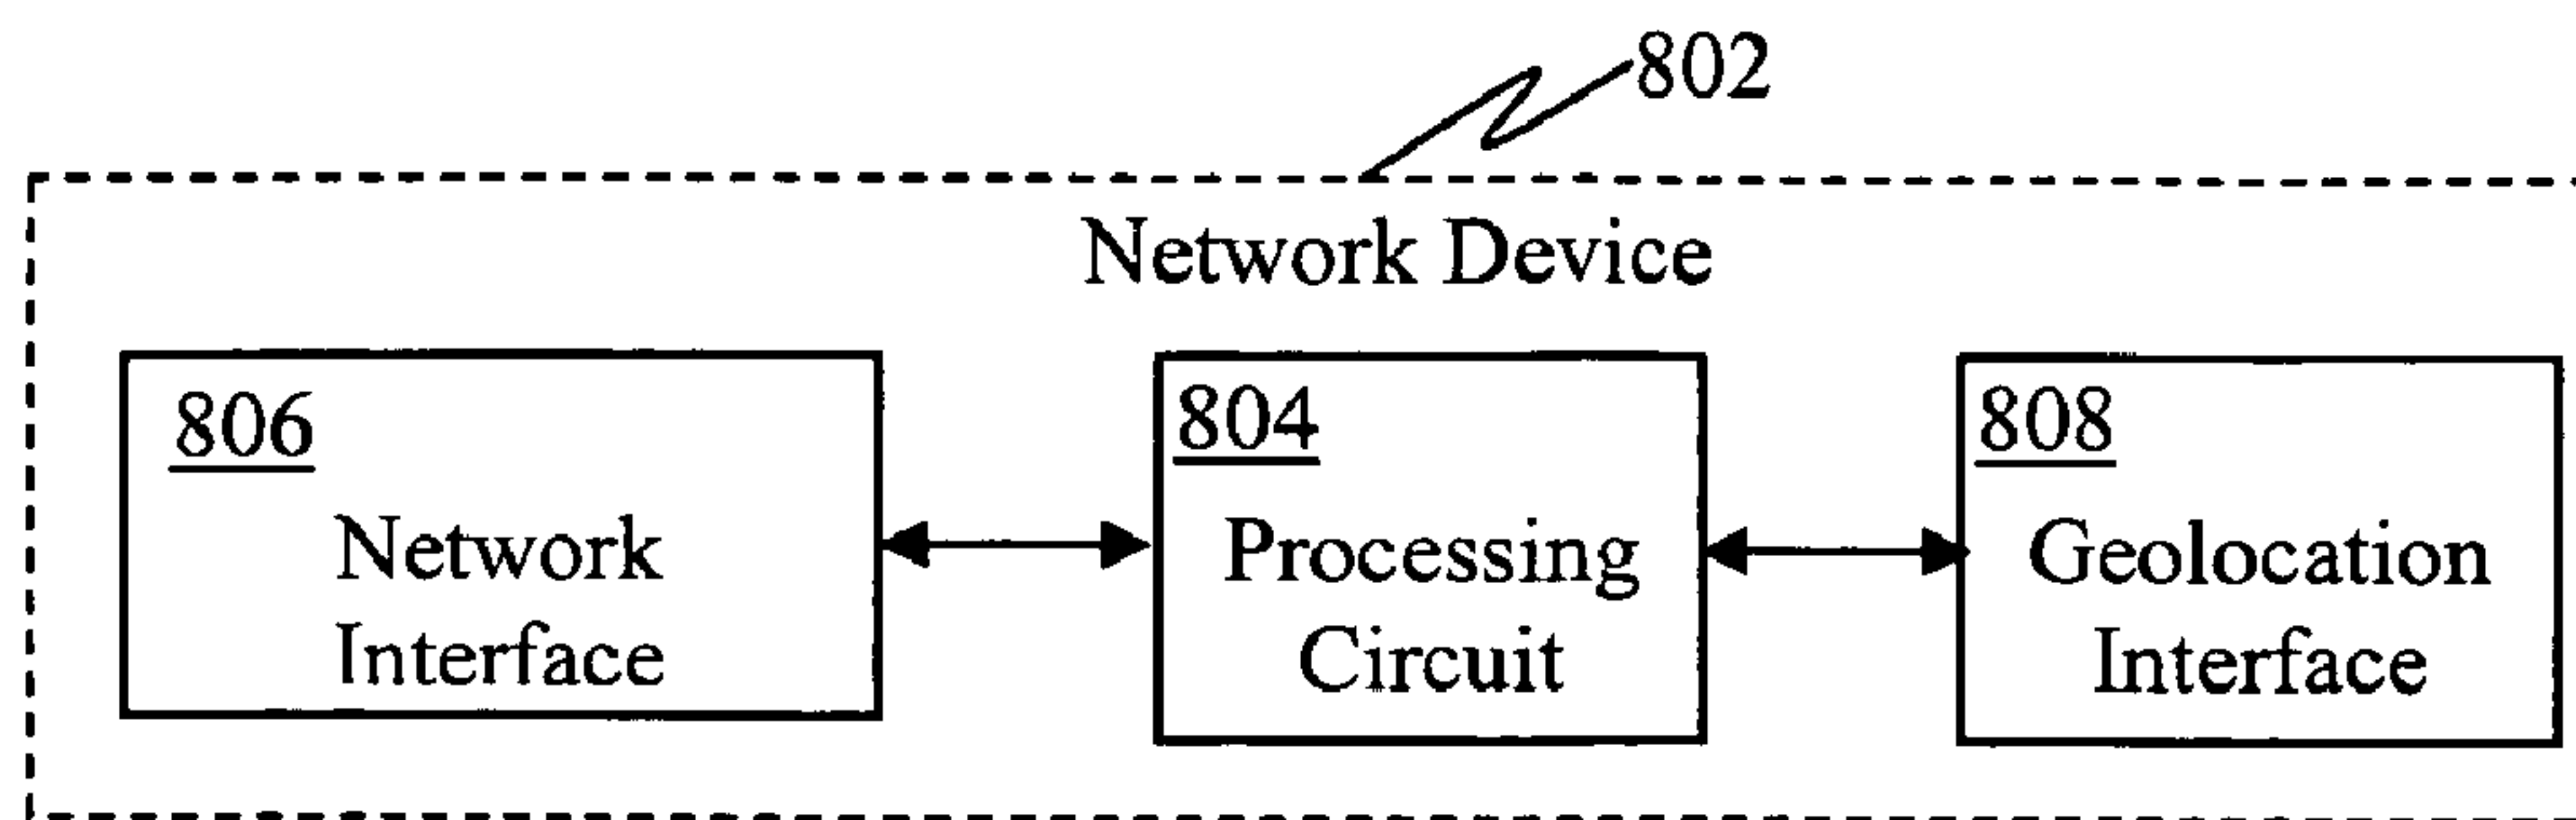 802
Network Device
806
Network
Interface
804
Processing
Circuit
808
Geolocation
Interface